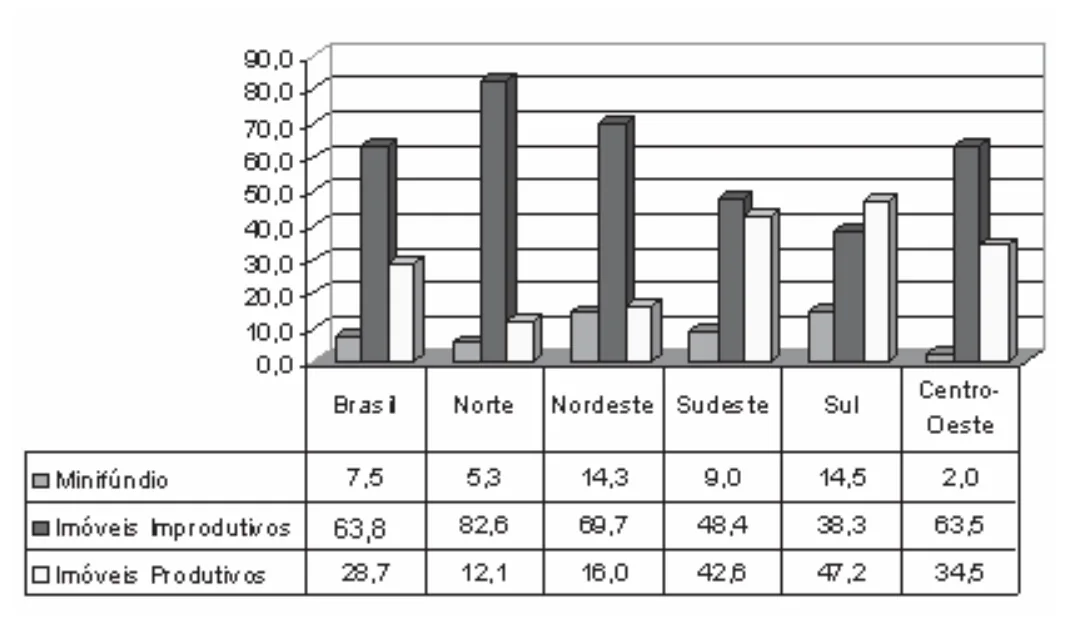 90,0
80,0
70,0
60,0
50,0
40,0
30,0
20,0
10,0
0,0
Brasil Norte Nordeste Sudeste Sul Centro-
Oeste
Minifúndio 7,5 5,3 14,3 9,0 14,5 2,0
Imóveis Improdutivos 63,8 82,6 69,7 48,4 38,3 63,5
Imóveis Produtivos 28,7 12,1 16,0 42,6 47,2 34,5